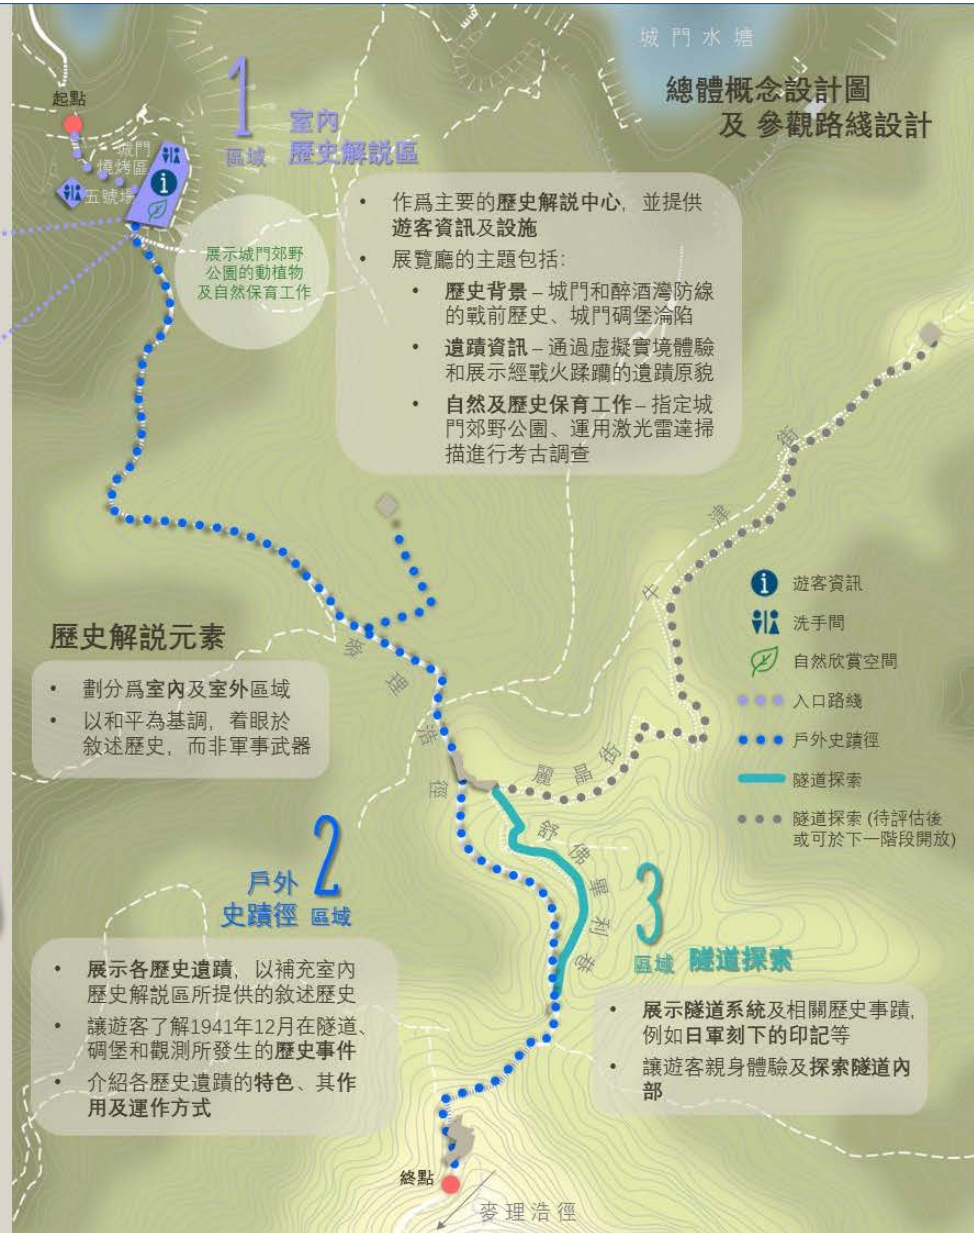 城門水塘
總體概念設計圖
及 參觀路綫設計
起點
城門
燒烤區
五號場
1
區域
室內
歷史解説區
展示城門郊野
公園的動植物
及自然保育工作
• 作爲主要的歷史解説中心，並提供
遊客資訊及設施
• 展覽廳的主題包括：
• 歷史背景 – 城門和醉酒灣防線
的戰前歷史、城門碉堡淪陷
• 遺蹟資訊 – 通過虛擬實境體驗
和展示經戰火蹂躪的遺蹟原貌
• 自然及歷史保育工作 – 指定城
門郊野公園、運用激光雷達掃
描進行考古調查
歷史解説元素
• 劃分爲室內及室外區域
• 以和平為基調，着眼於
敘述歷史，而非軍事武器
麥理浩徑
牛津街
麗晶街
舒佛畢利巷
i 遊客資訊
洗手間
自然欣賞空間
入口路綫
戶外史蹟徑
隧道探索
隧道探索 (待評估後
或可於下一階段開放)
2
戶外
史蹟徑 區域
• 展示各歷史遺蹟，以補充室內
歷史解説區所提供的敘述歷史
• 讓遊客了解1941年12月在隧道、
碉堡和觀測所發生的歷史事件
• 介紹各歷史遺蹟的特色、其作
用及運作方式
3
區域 隧道探索
• 展示隧道系統及相關歷史事蹟，
例如日軍刻下的印記等
• 讓遊客親身體驗及探索隧道內
部
終點
麥理浩徑